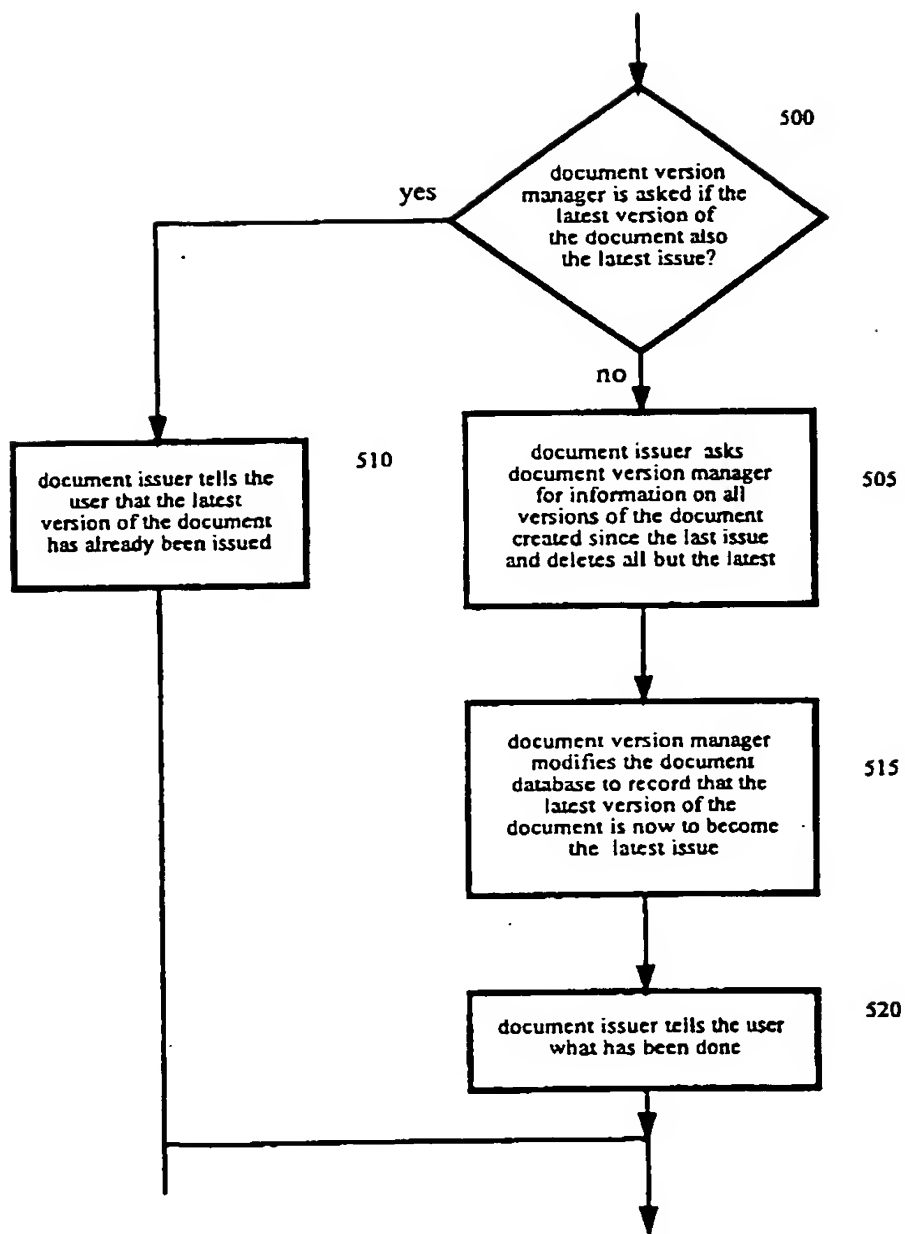 500
document version
manager is asked if the
latest version of
the document also
the latest issue?
yes
no
510
document issuer tells the
user that the latest
version of the document
has already been issued
505
document issuer asks
document version manager
for information on all
versions of the document
created since the last issue
and deletes all but the latest
515
document version manager
modifies the document
database to record that the
latest version of the
document is now to become
the latest issue
520
document issuer tells the user
what has been done